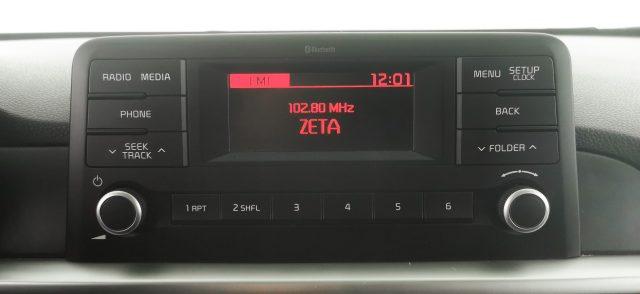 Bluetooth
RADIO MEDIA
PHONE
SEEK
TRACK
12:01
102.80 MHz
ZETA
MENU SETUP
CLOCK
BACK
FOLDER
1 RPT 2 SHFL 3 4 5 6